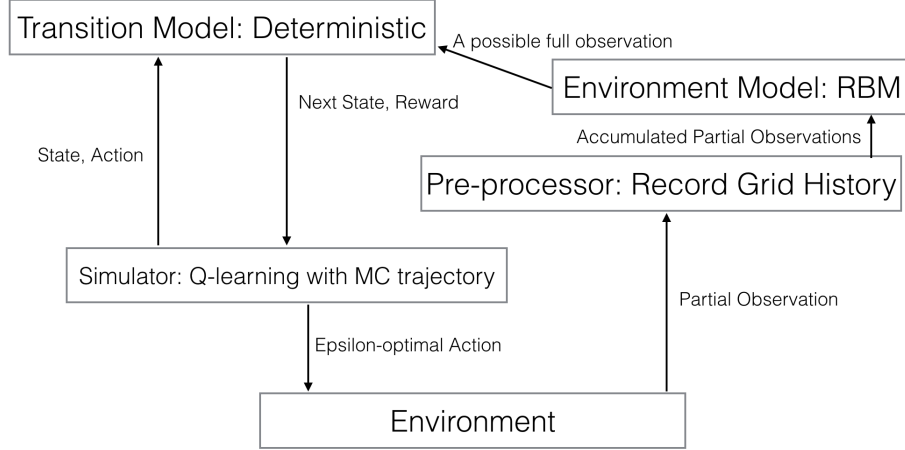 Transition Model: Deterministic
A possible full observation
Environment Model: RBM
Next State, Reward
Accumulated Partial Observations
State, Action
Pre-processor: Record Grid History
Simulator: Q-learning with MC trajectory
Partial Observation
Epsilon-optimal Action
Environment